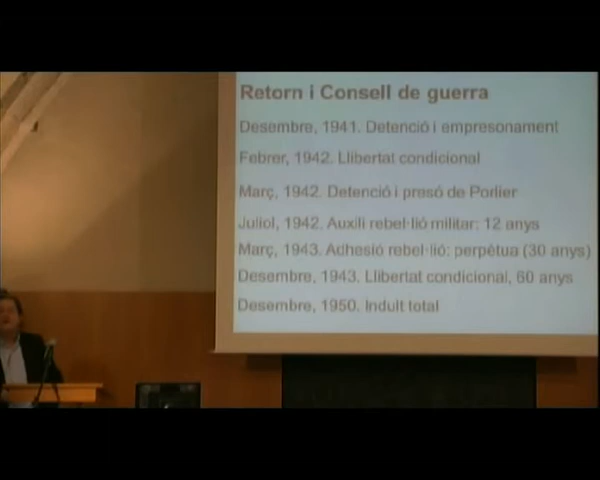 Retorn i Consell de guerra
Desembre, 1941. Detenció i empresonament
Febrer, 1942. Llibertat condicional
Març, 1942. Detenció i presó de Porlier
Juliol, 1942. Auxili rebel·lió militar: 12 anys
Març, 1943. Adhesió rebel·lió: perpètua (30 anys)
Desembre, 1943. Llibertat condicional, 60 anys
Desembre, 1950. Indult total